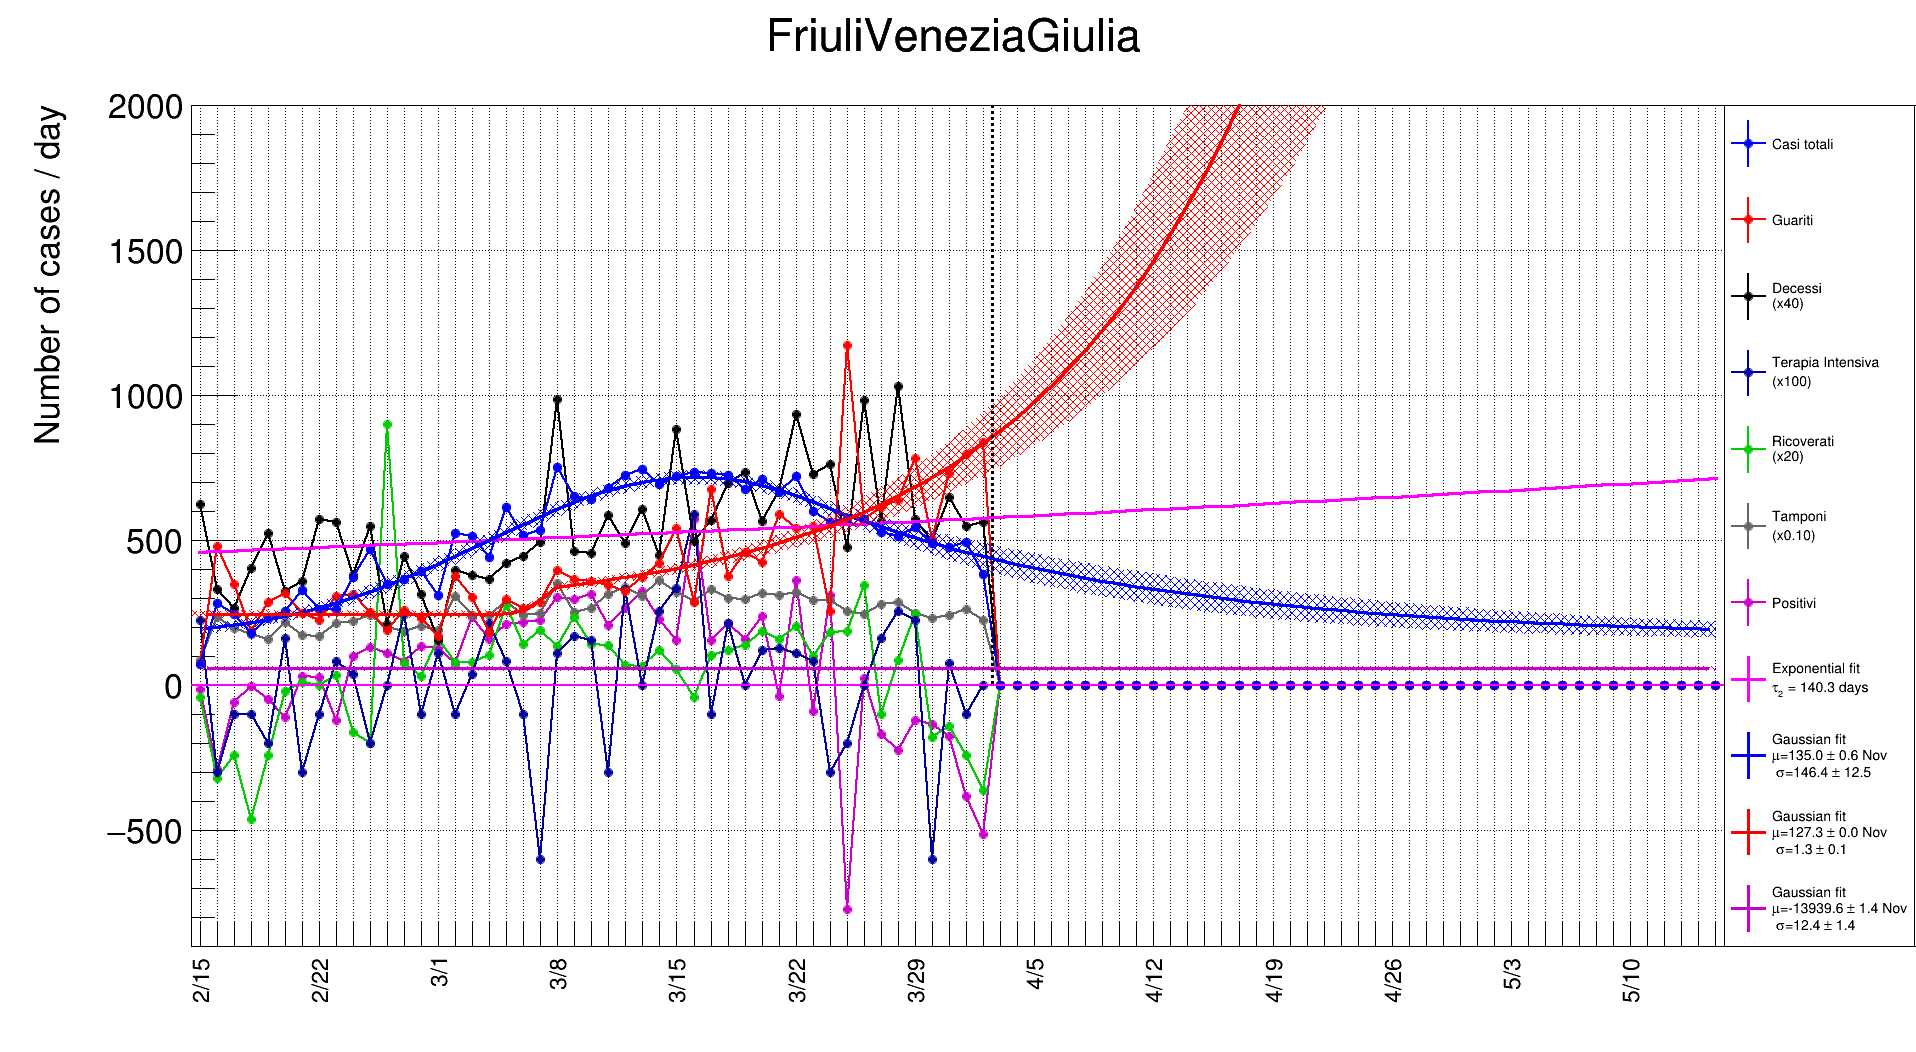 FriuliVeneziaGiulia
Number of cases / day
2000
1500
1000
500
0
−500
2/15
2/22
3/1
3/8
3/15
3/22
3/29
4/5
4/12
4/19
4/26
5/3
5/10
Casi totali
Guariti
Decessi
(x40)
Terapia Intensiva
(x100)
Ricoverati
(x20)
Tamponi
(x0.10)
Positivi
Exponential fit
τ2 = 140.3 days
Gaussian fit
μ=135.0 ± 0.6 Nov
σ=146.4 ± 12.5
Gaussian fit
μ=127.3 ± 0.0 Nov
σ=1.3 ± 0.1
Gaussian fit
μ=-13939.6 ± 1.4 Nov
σ=12.4 ± 1.4